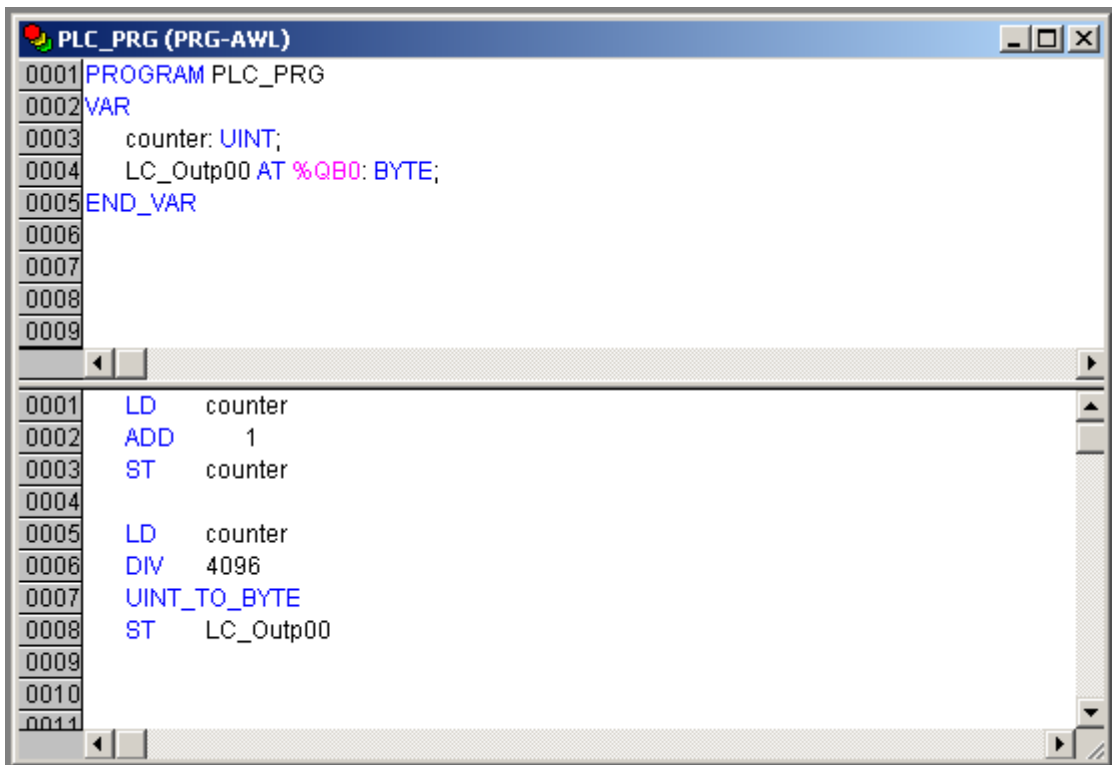 PLC_PRG (PRG-AWL)
0001 PROGRAM PLC_PRG
0002 VAR
0003 counter: UINT;
0004 LC_Outp00 AT %QB0: BYTE;
0005 END_VAR
0006
0007
0008
0009
0001 LD counter
0002 ADD 1
0003 ST counter
0004
0005 LD counter
0006 DIV 4096
0007 UINT_TO_BYTE
0008 ST LC_Outp00
0009
0010
0011